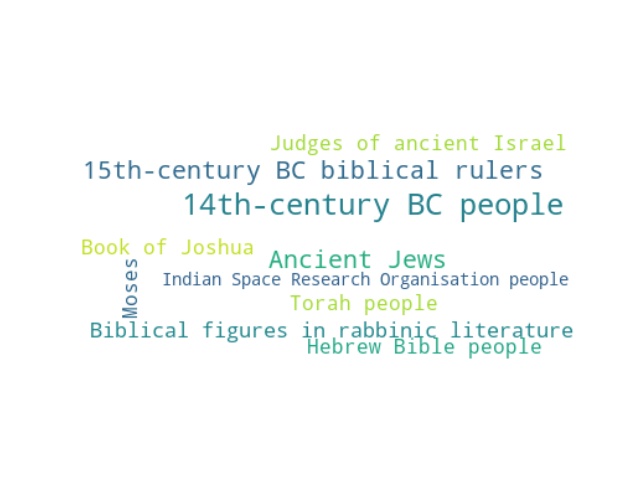 Judges of ancient Israel
15th-century BC biblical rulers
14th-century BC people
Book of Joshua
Ancient Jews
Moses
Indian Space Research Organisation people
Torah people
Biblical figures in rabbinic literature
Hebrew Bible people